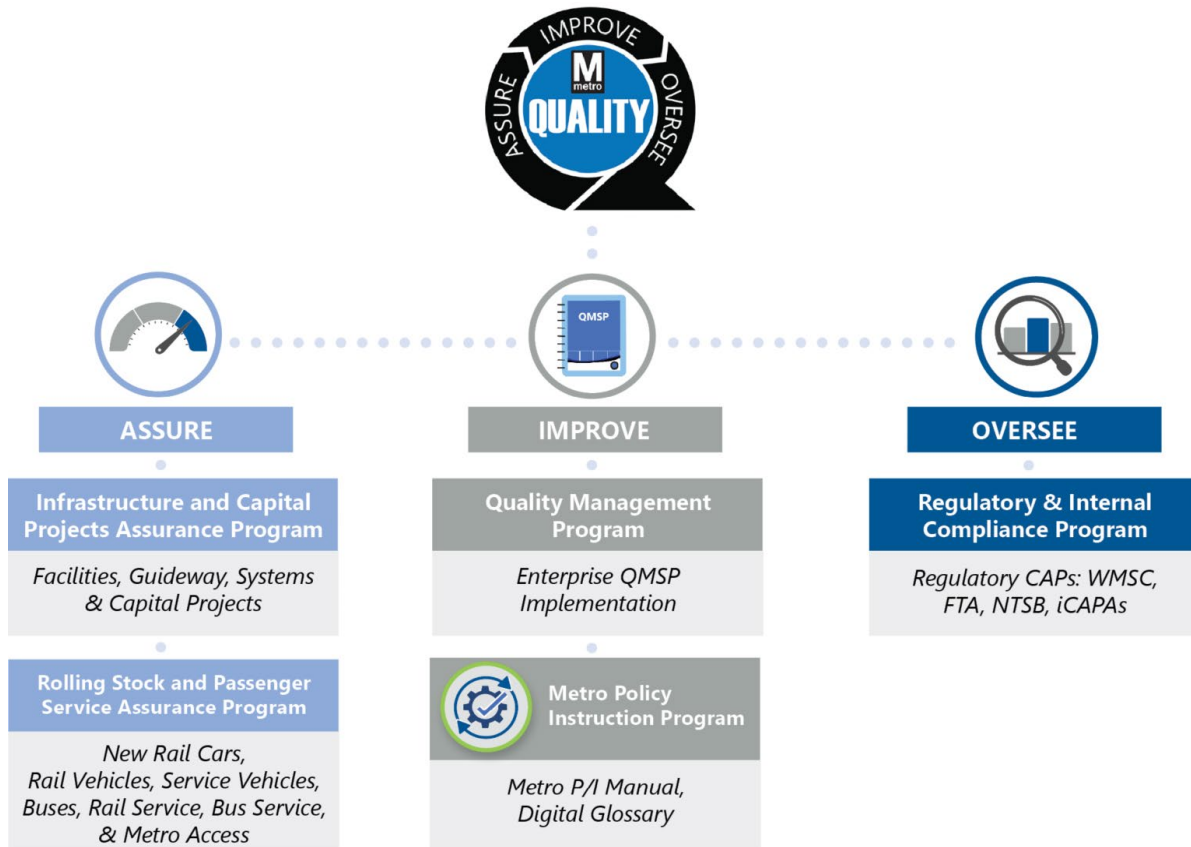 ASSURE
IMPROVE
OVERSEE
M
metro
QUALITY
QMSP
ASSURE
Infrastructure and Capital
Projects Assurance Program
Facilities, Guideway, Systems
& Capital Projects
Rolling Stock and Passenger
Service Assurance Program
New Rail Cars,
Rail Vehicles, Service Vehicles,
Buses, Rail Service, Bus Service,
& Metro Access
IMPROVE
Quality Management
Program
Enterprise QMSP
Implementation
Metro Policy
Instruction Program
Metro P/I Manual,
Digital Glossary
OVERSEE
Regulatory & Internal
Compliance Program
Regulatory CAPs: WMSC,
FTA, NTSB, iCAPAs